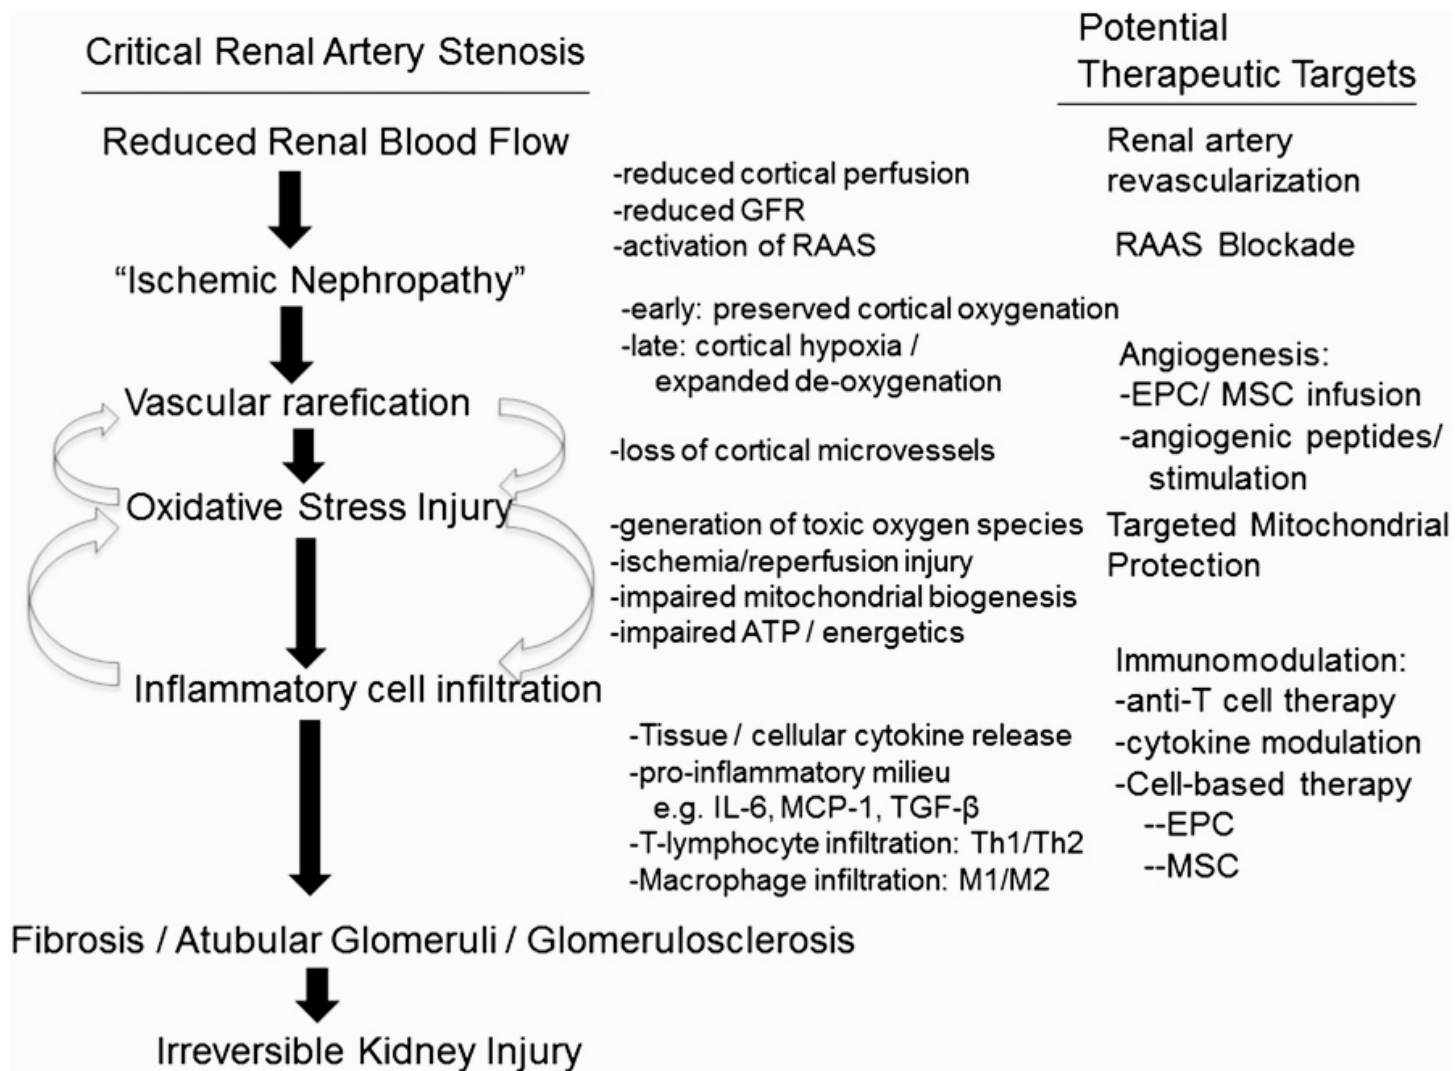 Critical Renal Artery Stenosis
Reduced Renal Blood Flow
“Ischemic Nephropathy”
Vascular rarefication
Oxidative Stress Injury
Inflammatory cell infiltration
Fibrosis / Atubular Glomeruli / Glomerulosclerosis
Irreversible Kidney Injury
-reduced cortical perfusion
-reduced GFR
-activation of RAAS
-early: preserved cortical oxygenation
-late: cortical hypoxia /
expanded de-oxygenation
-loss of cortical microvessels
-generation of toxic oxygen species
-ischemia/reperfusion injury
-impaired mitochondrial biogenesis
-impaired ATP / energetics
-Tissue / cellular cytokine release
-pro-inflammatory milieu
e.g. IL-6, MCP-1, TGF-β
-T-lymphocyte infiltration: Th1/Th2
-Macrophage infiltration: M1/M2
Potential
Therapeutic Targets
Renal artery
revascularization
RAAS Blockade
Angiogenesis:
-EPC/ MSC infusion
-angiogenic peptides/
stimulation
Targeted Mitochondrial
Protection
Immunomodulation:
-anti-T cell therapy
-cytokine modulation
-Cell-based therapy
--EPC
--MSC